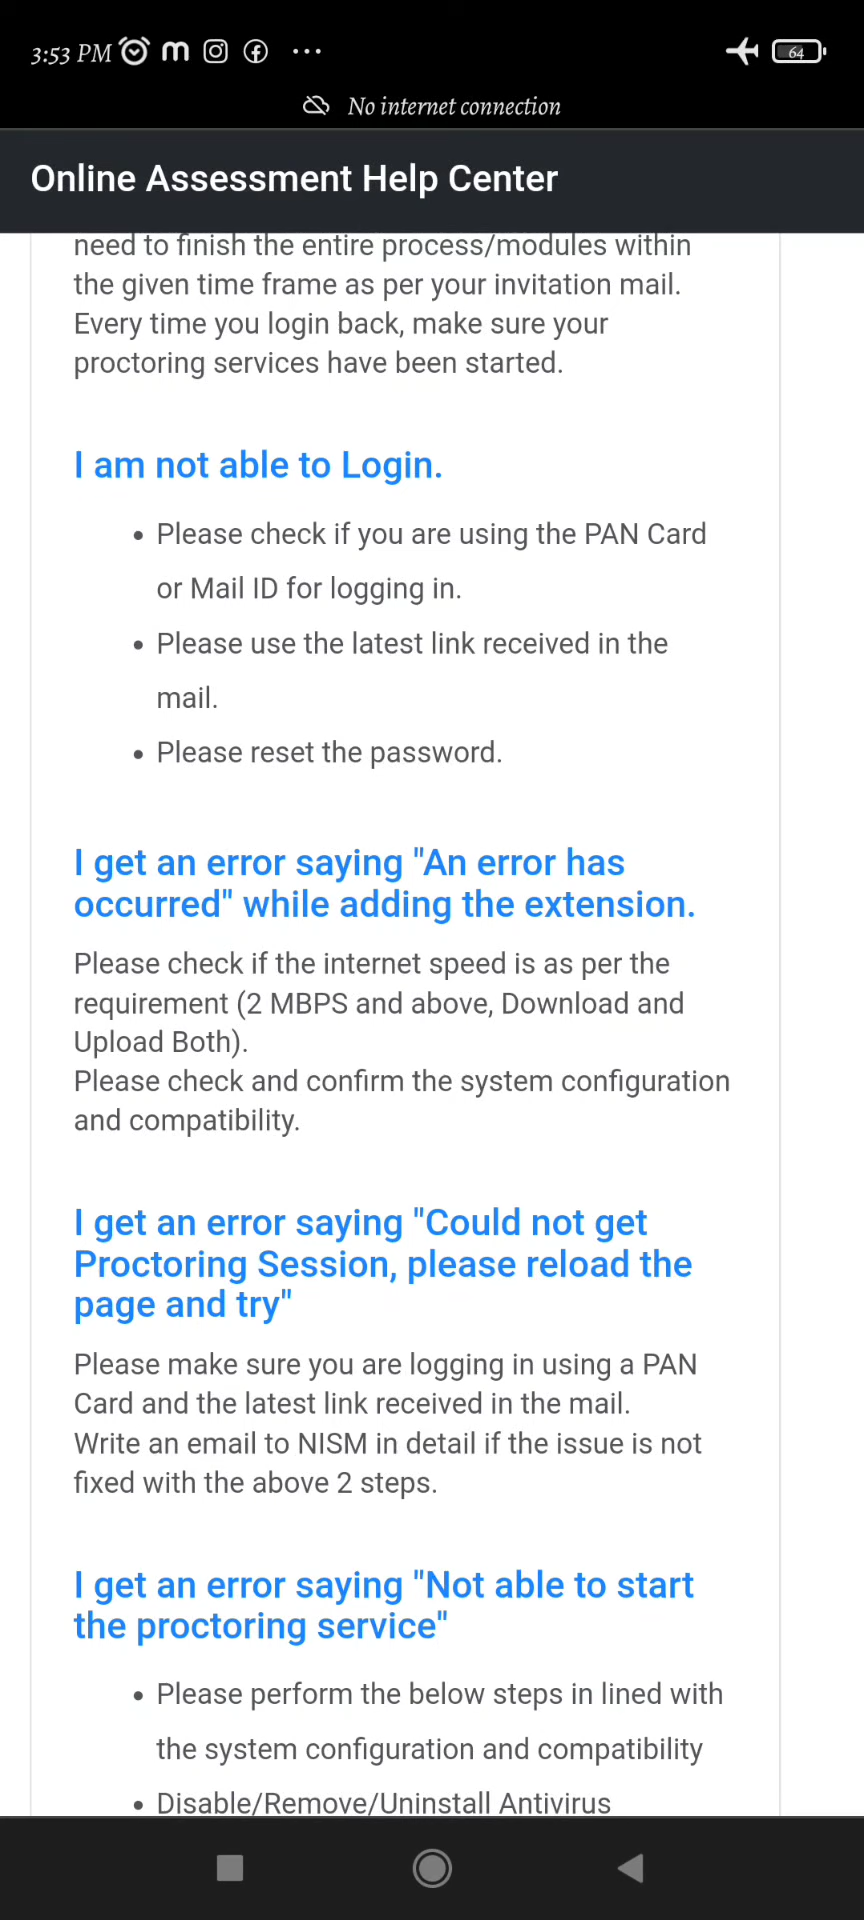 3:53 PM
64
No internet connection
Online Assessment Help Center
need to finish the entire process/modules within
the given time frame as per your invitation mail.
Every time you login back, make sure your
proctoring services have been started.
I am not able to Login.
• Please check if you are using the PAN Card
or Mail ID for logging in.
• Please use the latest link received in the
mail.
• Please reset the password.
I get an error saying "An error has
occurred" while adding the extension.
Please check if the internet speed is as per the
requirement (2 MBPS and above, Download and
Upload Both).
Please check and confirm the system configuration
and compatibility.
I get an error saying "Could not get
Proctoring Session, please reload the
page and try"
Please make sure you are logging in using a PAN
Card and the latest link received in the mail.
Write an email to NISM in detail if the issue is not
fixed with the above 2 steps.
I get an error saying "Not able to start
the proctoring service"
• Please perform the below steps in lined with
the system configuration and compatibility
• Disable/Remove/Uninstall Antivirus